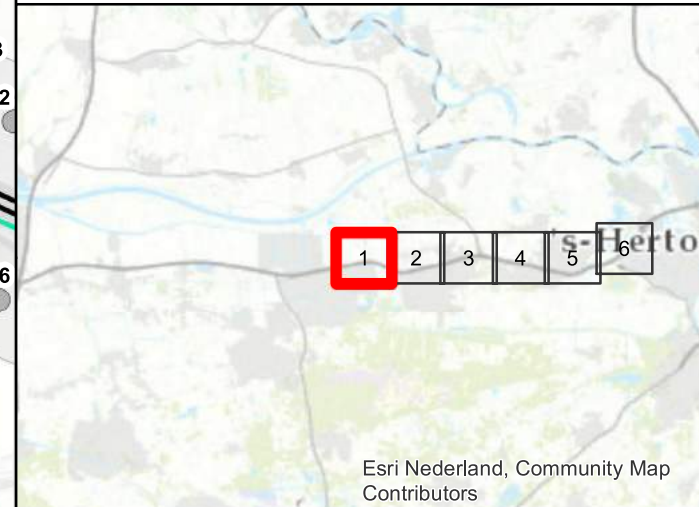 3
2
6
1 2 3 4 5 6
's-Herto
Esri Nederland, Community Map
Contributors